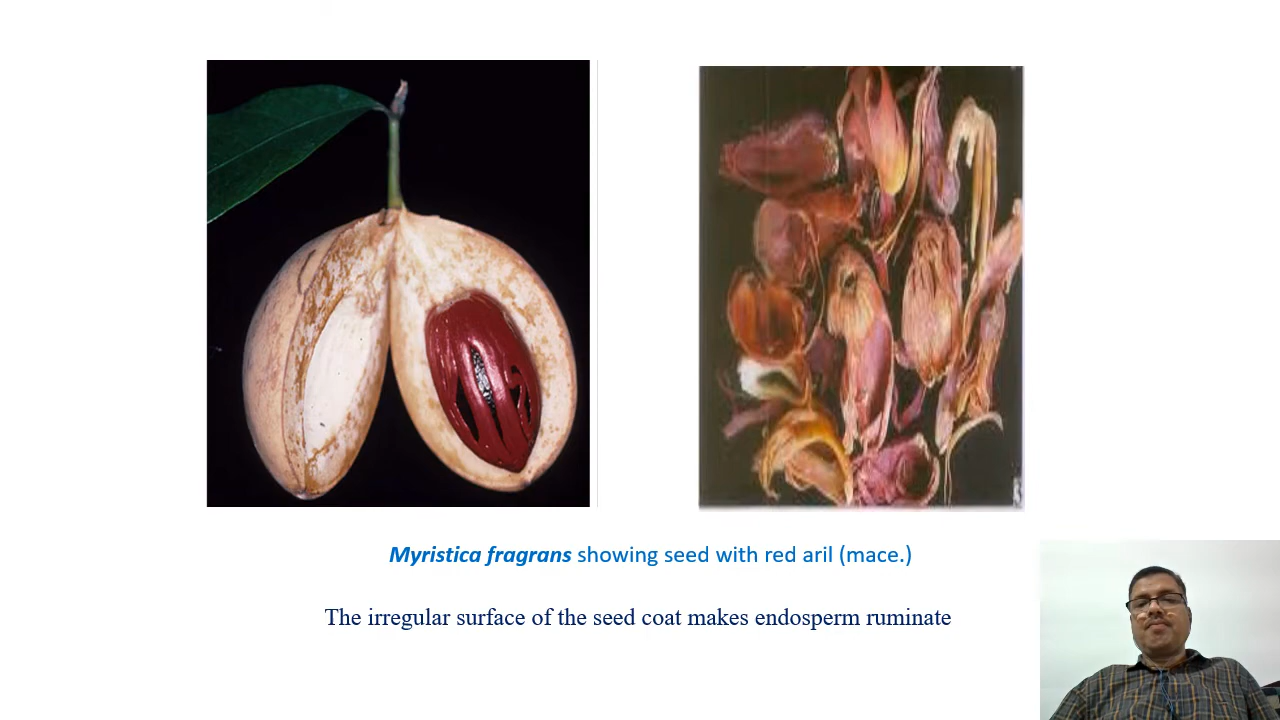 Myristica fragrans showing seed with red aril (mace.)
The irregular surface of the seed coat makes endosperm ruminate